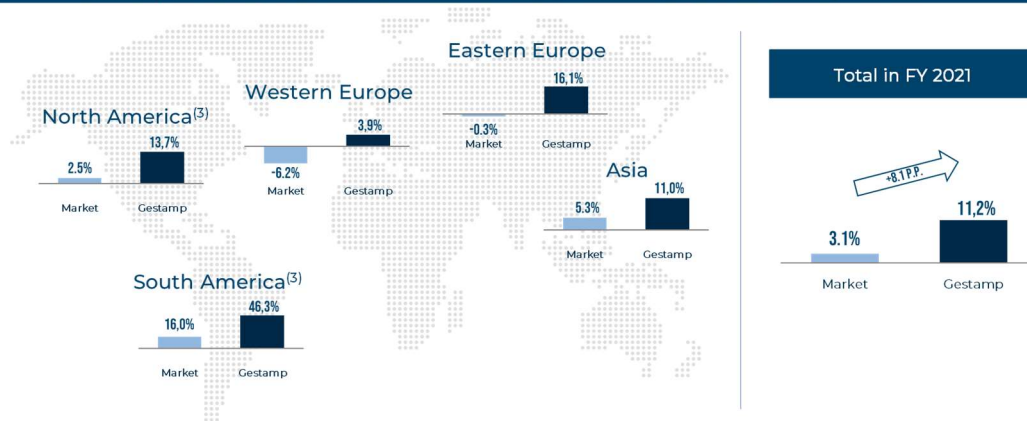 Eastern Europe
16,1%
-0.3%
Market
Gestamp
Western Europe
3,9%
-6.2%
Market
Gestamp
North America(3)
13,7%
2.5%
Market
Gestamp
Asia
11,0%
5.3%
Market
Gestamp
South America(3)
46,3%
16,0%
Market
Gestamp
Total in FY 2021
+8.1 P.P.
11,2%
3.1%
Market
Gestamp